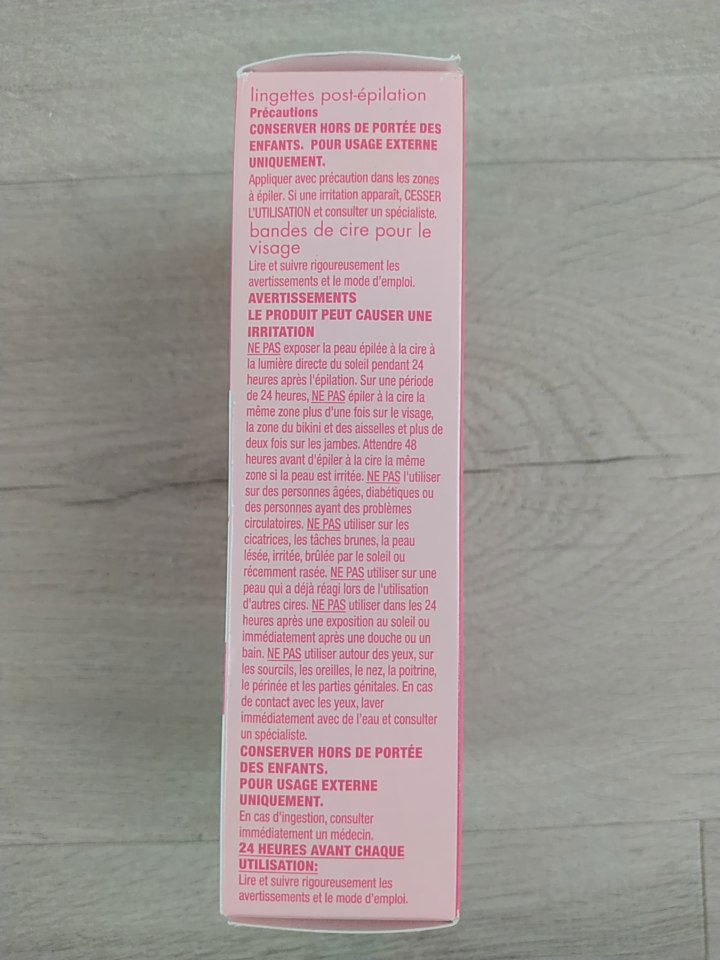 lingettes post-épilation
Précautions
CONSERVER HORS DE PORTÉE DES
ENFANTS. POUR USAGE EXTERNE
UNIQUEMENT.
Appliquer avec précaution dans les zones
à épiler. Si une irritation apparaît, CESSER
L'UTILISATION et consulter un spécialiste.
bandes de cire pour le
visage
Lire et suivre rigoureusement les
avertissements et le mode d'emploi.
AVERTISSEMENTS
LE PRODUIT PEUT CAUSER UNE
IRRITATION
NE PAS exposer la peau épilée à la cire à
la lumière directe du soleil pendant 24
heures après l'épilation. Sur une période
de 24 heures, NE PAS épiler à la cire la
même zone plus d'une fois sur le visage,
la zone du bikini et des aisselles et plus de
deux fois sur les jambes. Attendre 48
heures avant d'épiler à la cire la même
zone si la peau est irritée. NE PAS l'utiliser
sur des personnes âgées, diabétiques ou
des personnes ayant des problèmes
circulatoires. NE PAS utiliser sur les
cicatrices, les tâches brunes, la peau
lésée, irritée, brûlée par le soleil ou
récemment rasée. NE PAS utiliser sur une
peau qui a déjà réagi lors de l'utilisation
d'autres cires. NE PAS utiliser dans les 24
heures après une exposition au soleil ou
immédiatement après une douche ou un
bain. NE PAS utiliser autour des yeux, sur
les sourcils, les oreilles, le nez, la poitrine,
le périnée et les parties génitales. En cas
de contact avec les yeux, laver
immédiatement avec de l'eau et consulter
un spécialiste.
CONSERVER HORS DE PORTÉE
DES ENFANTS.
POUR USAGE EXTERNE
UNIQUEMENT.
En cas d'ingestion, consulter
immédiatement un médecin.
24 HEURES AVANT CHAQUE
UTILISATION:
Lire et suivre rigoureusement les
avertissements et le mode d'emploi.